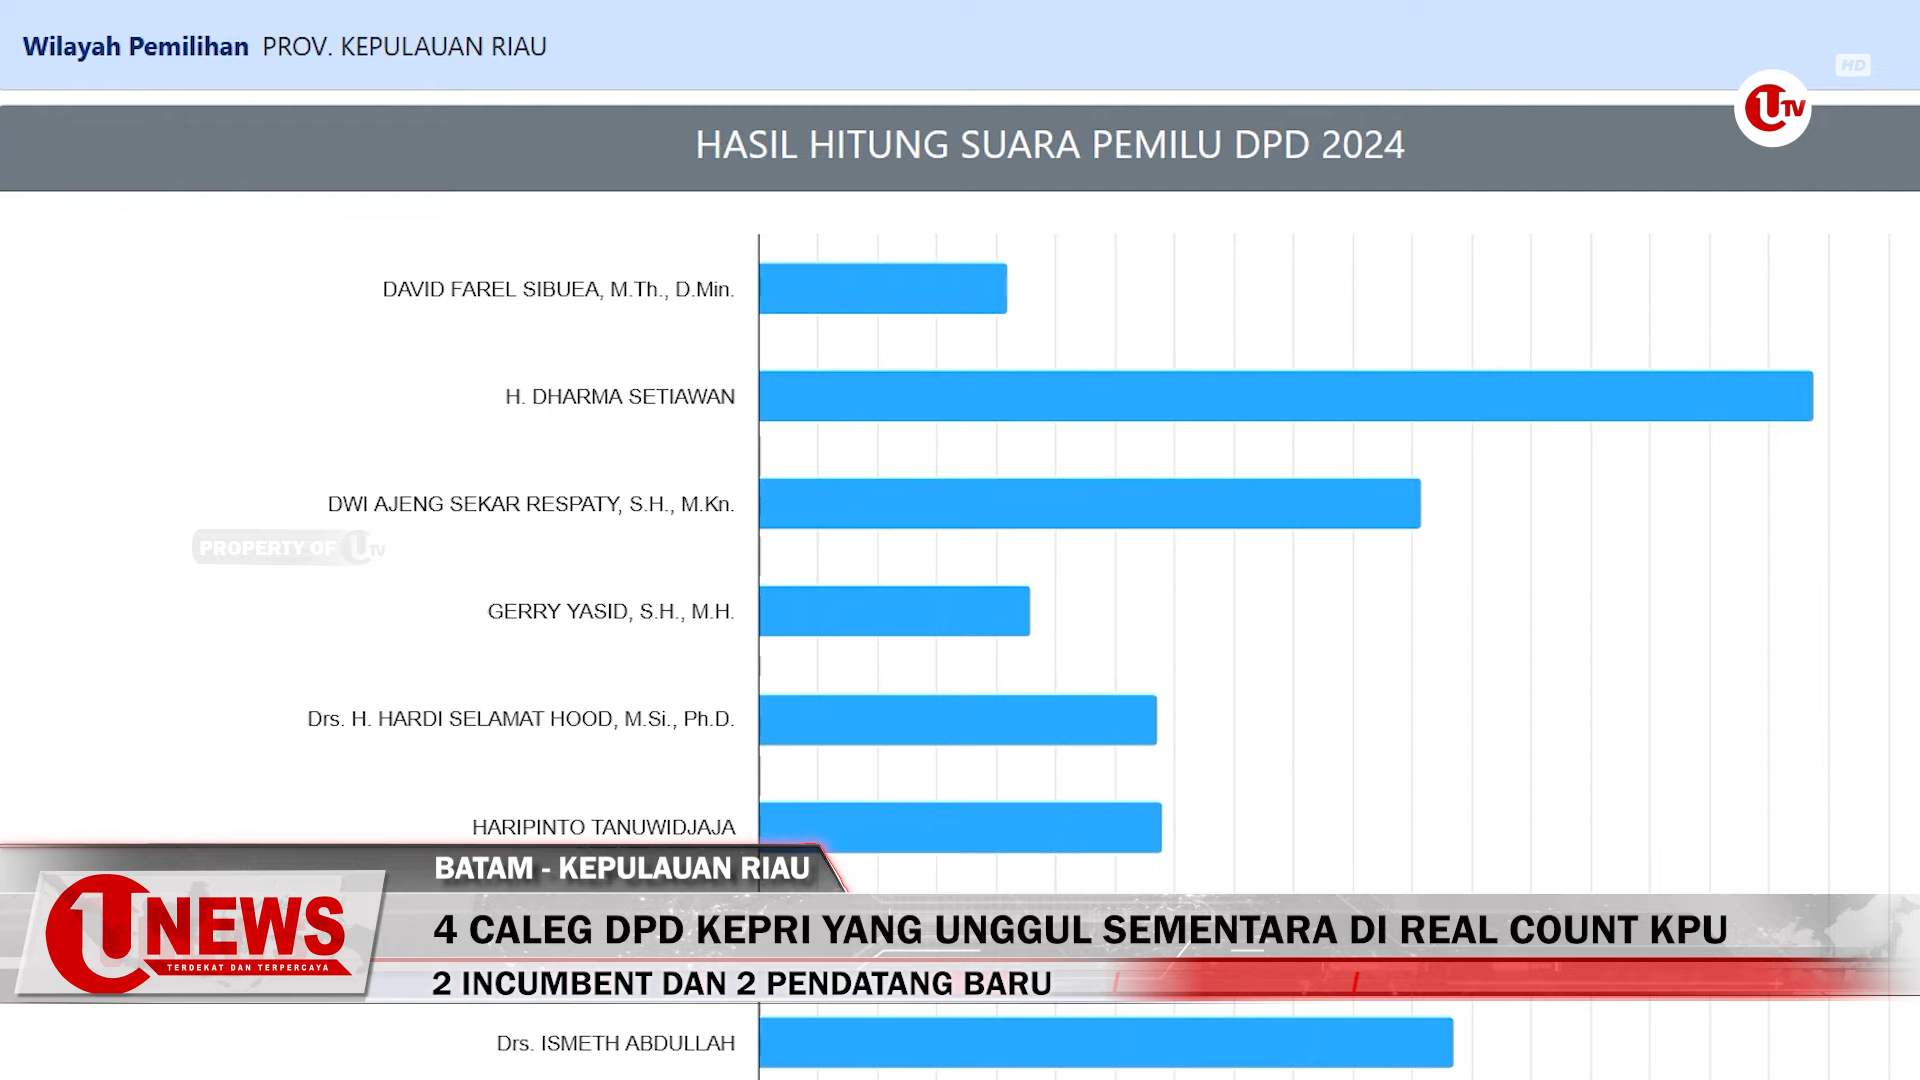 Wilayah Pemilihan PROV. KEPULAUAN RIAU
HD
UTV
HASIL HITUNG SUARA PEMILU DPD 2024
DAVID FAREL SIBUEA, M.Th., D.Min.
H. DHARMA SETIAWAN
DWI AJENG SEKAR RESPATY, S.H., M.Kn.
PROPERTY OF UTV
GERRY YASID, S.H., M.H.
Drs. H. HARDI SELAMAT HOOD, M.Si., Ph.D.
HARIPINTO TANUWIDJAJA
BATAM - KEPULAUAN RIAU
U NEWS
TERDEKAT DAN TERPERCAYA
4 CALEG DPD KEPRI YANG UNGGUL SEMENTARA DI REAL COUNT KPU
2 INCUMBENT DAN 2 PENDATANG BARU
Drs. ISMETH ABDULLAH